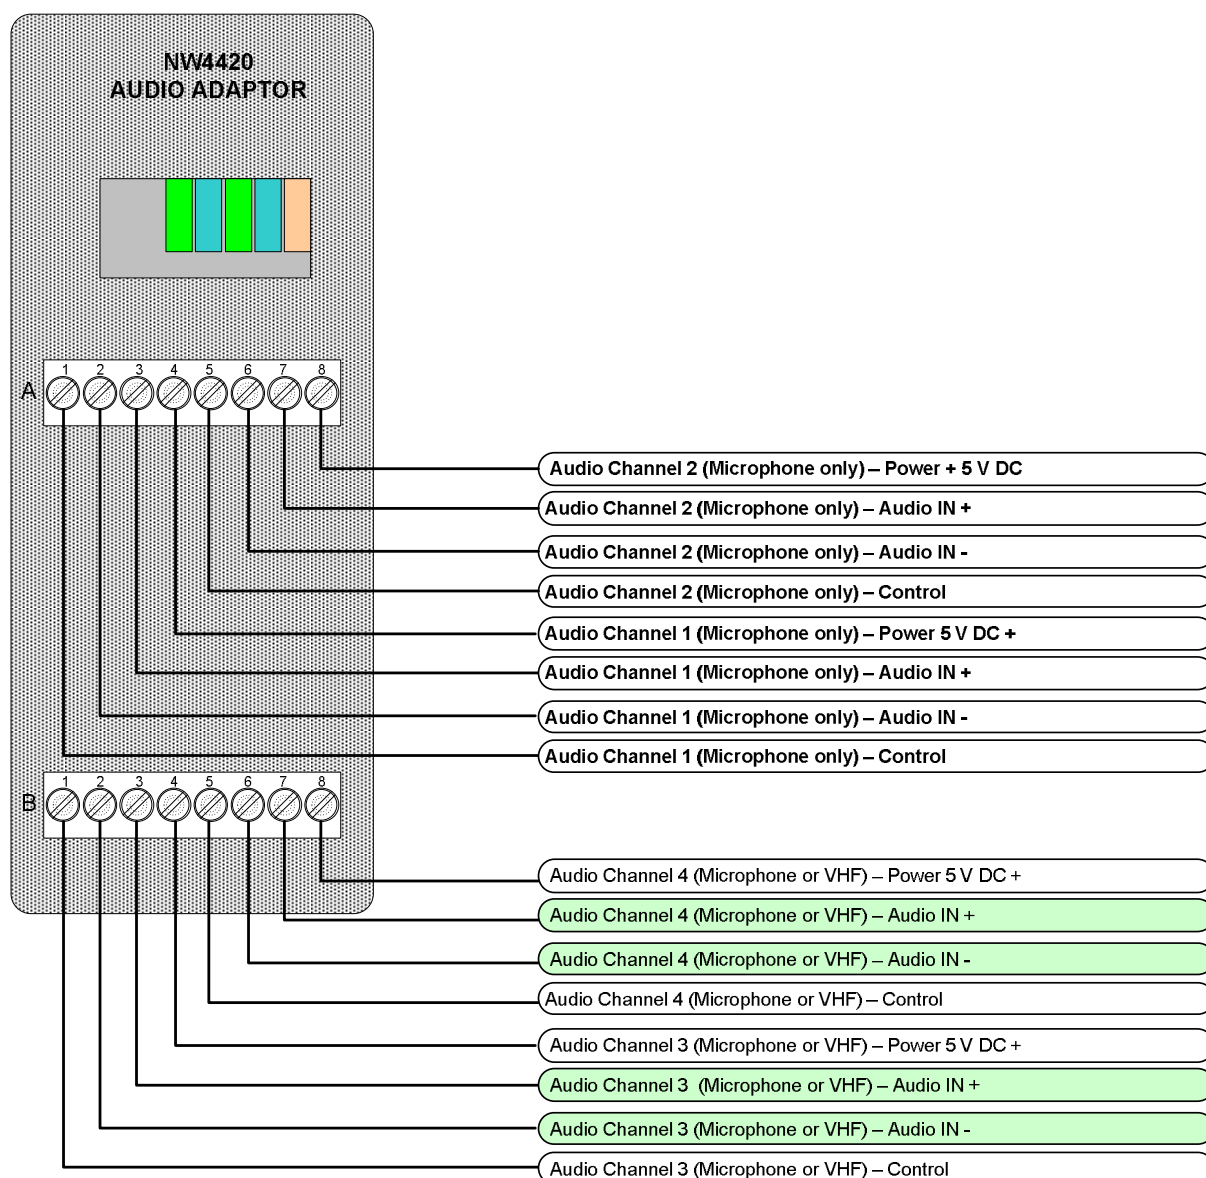 NW4420
AUDIO ADAPTOR
1 2 3 4 5 6 7 8
A
Audio Channel 2 (Microphone only) – Power + 5 V DC
Audio Channel 2 (Microphone only) – Audio IN +
Audio Channel 2 (Microphone only) – Audio IN -
Audio Channel 2 (Microphone only) – Control
Audio Channel 1 (Microphone only) – Power 5 V DC +
Audio Channel 1 (Microphone only) – Audio IN +
Audio Channel 1 (Microphone only) – Audio IN -
Audio Channel 1 (Microphone only) – Control
1 2 3 4 5 6 7 8
B
Audio Channel 4 (Microphone or VHF) – Power 5 V DC +
Audio Channel 4 (Microphone or VHF) – Audio IN +
Audio Channel 4 (Microphone or VHF) – Audio IN -
Audio Channel 4 (Microphone or VHF) – Control
Audio Channel 3 (Microphone or VHF) – Power 5 V DC +
Audio Channel 3 (Microphone or VHF) – Audio IN +
Audio Channel 3 (Microphone or VHF) – Audio IN -
Audio Channel 3 (Microphone or VHF) – Control